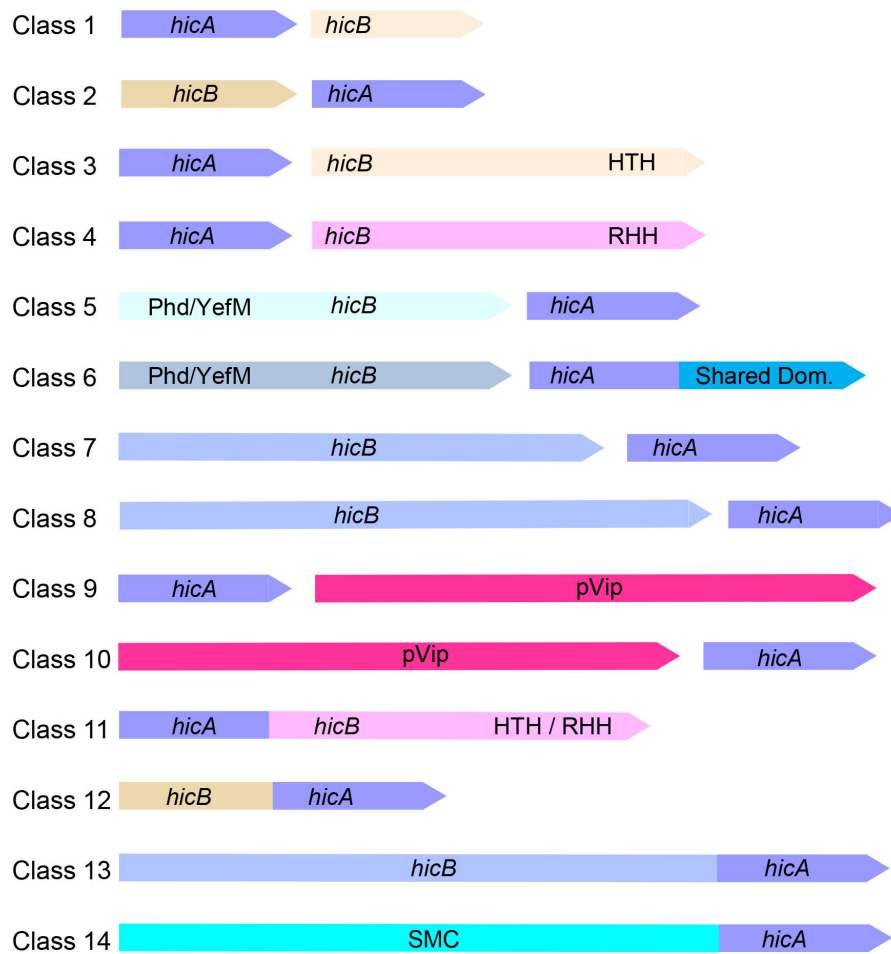 Class 1 hicA hicB
Class 2 hicB hicA
Class 3 hicA hicB HTH
Class 4 hicA hicB RHH
Class 5 Phd/YefM hicB hicA
Class 6 Phd/YefM hicB hicA Shared Dom.
Class 7 hicB hicA
Class 8 hicB hicA
Class 9 hicA pVip
Class 10 pVip hicA
Class 11 hicA hicB HTH / RHH
Class 12 hicB hicA
Class 13 hicB hicA
Class 14 SMC hicA